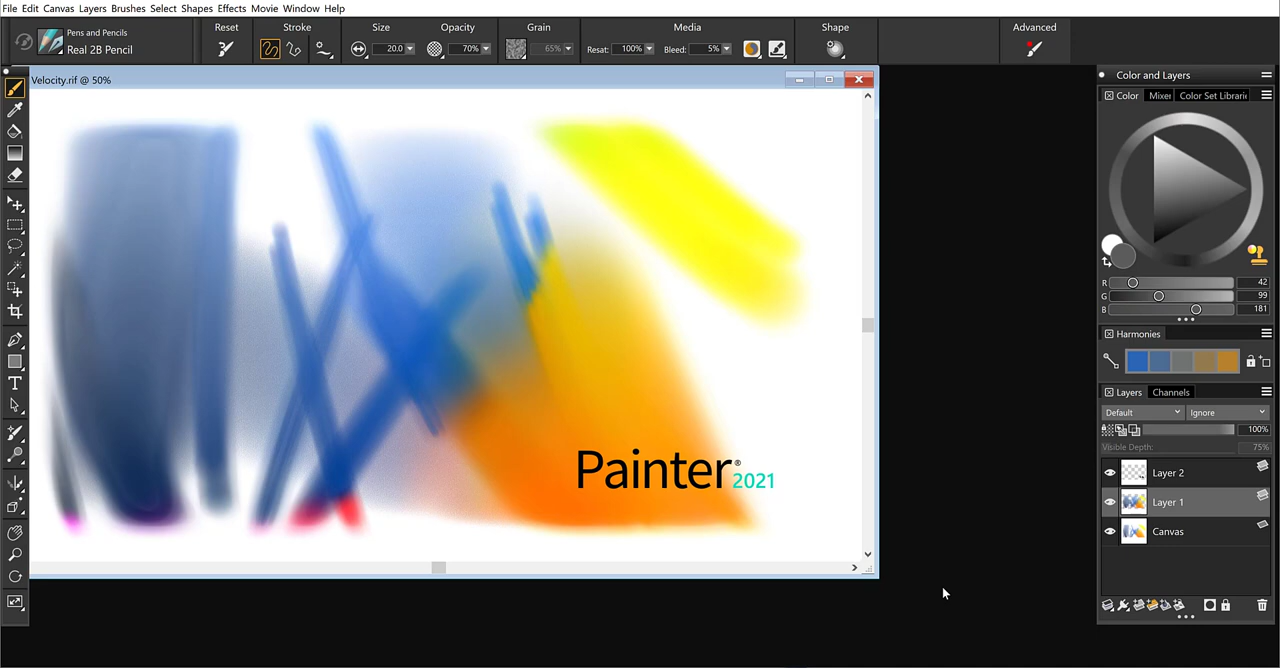 File Edit Canvas Layers Brushes Select Shapes Effects Movie Window Help
Pens and Pencils
Real 2B Pencil
Reset
Stroke
Size
20.0
Opacity
70%
Grain
65%
Media
Resat: 100% Bleed: 5%
Shape
Advanced
Velocity.rif @ 50%
Painter®
2021
Color and Layers
Color Mixer Color Set Librari
R 42
G 99
B 181
Harmonies
Layers Channels
Default Ignore
100%
Visible Depth: 75%
Layer 2
Layer 1
Canvas